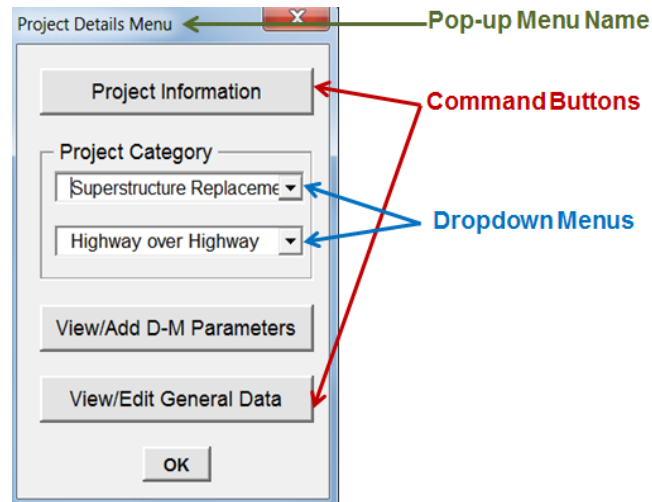 Project Details Menu
Pop-up Menu Name
X
Project Information
Command Buttons
Project Category
Superstructure Replaceme
Dropdown Menus
Highway over Highway
View/Add D-M Parameters
View/Edit General Data
OK